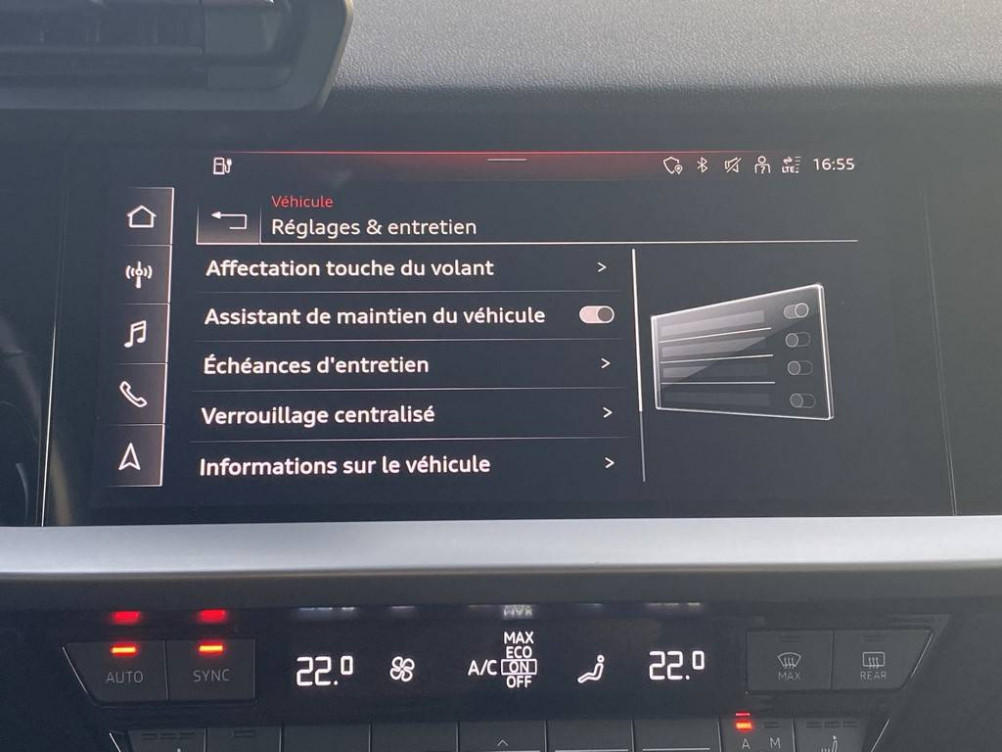 16:55
LTE
Véhicule
Réglages & entretien
Affectation touche du volant
Assistant de maintien du véhicule
Échéances d'entretien
Verrouillage centralisé
Informations sur le véhicule
AUTO
SYNC
22.0
A/C
MAX
ECO
ON
OFF
22.0
MAX
REAR
A M